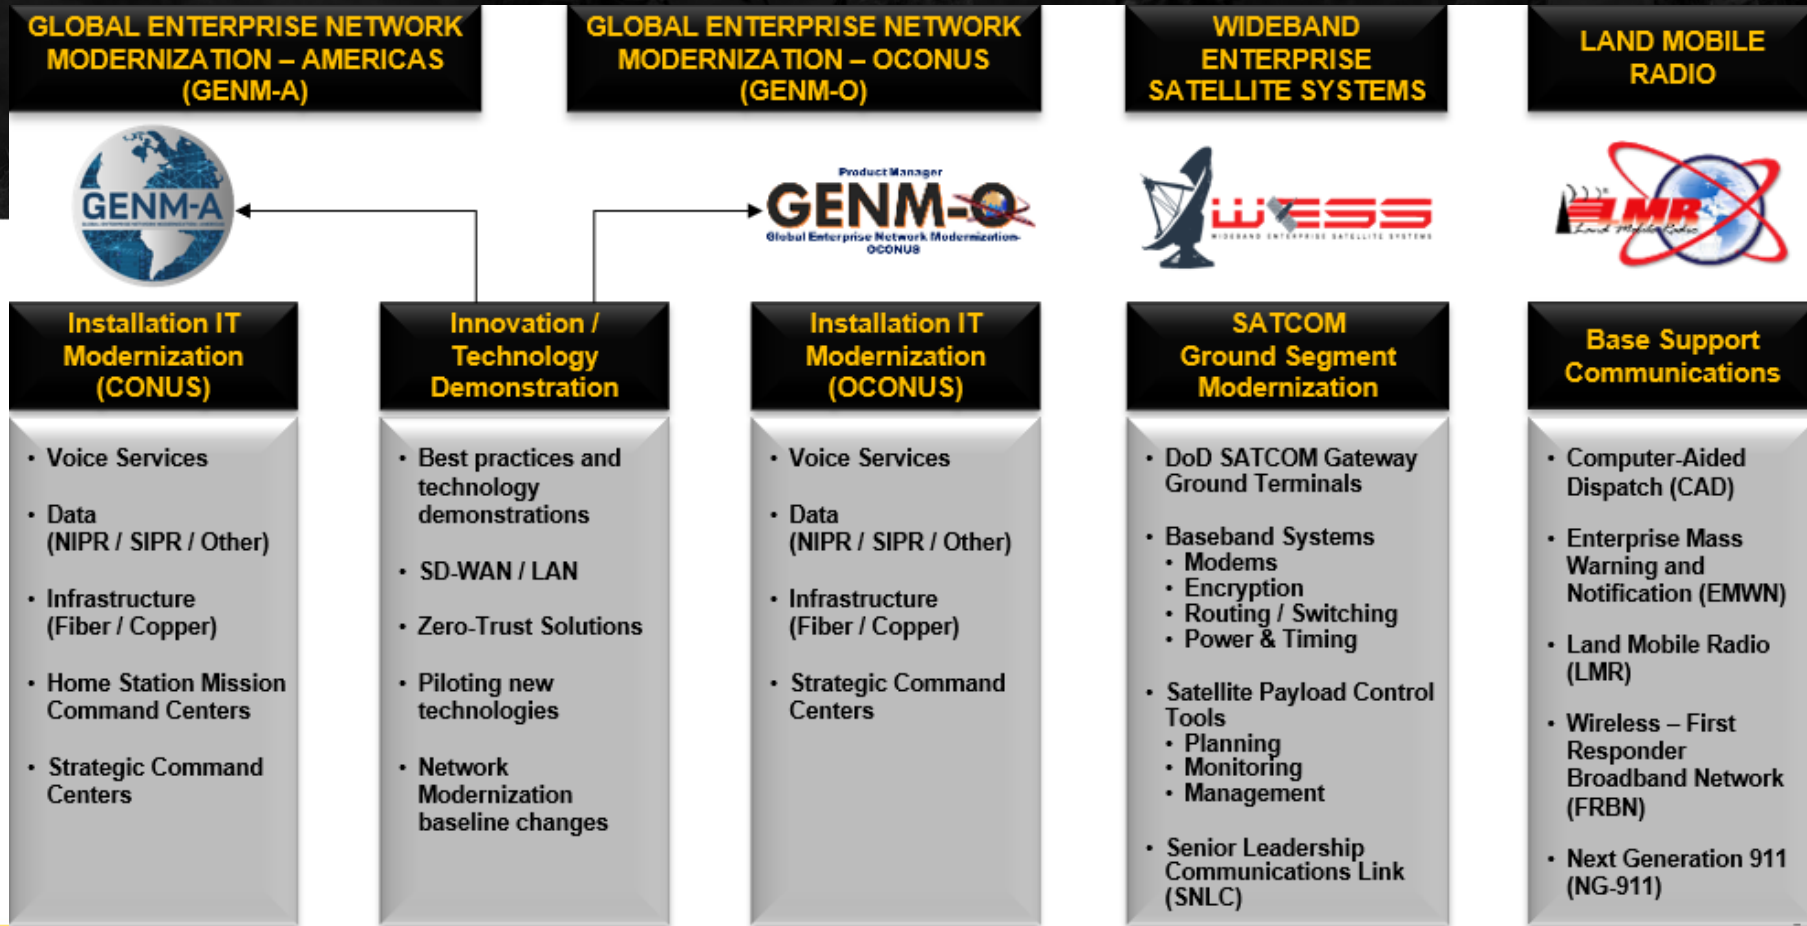 GLOBAL ENTERPRISE NETWORK
MODERNIZATION – AMERICAS
(GENM-A)
GLOBAL ENTERPRISE NETWORK
MODERNIZATION – OCONUS
(GENM-O)
WIDEBAND
ENTERPRISE
SATELLITE SYSTEMS
LAND MOBILE
RADIO
GENM-A
GLOBAL ENTERPRISE NETWORK MODERNIZATION-AMERICAS
Product Manager
GENM-O
Global Enterprise Network Modernization-
OCONUS
WESS
WIDEBAND ENTERPRISE SATELLITE SYSTEMS
LMR
Land Mobile Radio
Installation IT
Modernization
(CONUS)
• Voice Services
• Data
(NIPR / SIPR / Other)
• Infrastructure
(Fiber / Copper)
• Home Station Mission
Command Centers
• Strategic Command
Centers
Innovation /
Technology
Demonstration
• Best practices and
technology
demonstrations
• SD-WAN / LAN
• Zero-Trust Solutions
• Piloting new
technologies
• Network
Modernization
baseline changes
Installation IT
Modernization
(OCONUS)
• Voice Services
• Data
(NIPR / SIPR / Other)
• Infrastructure
(Fiber / Copper)
• Strategic Command
Centers
SATCOM
Ground Segment
Modernization
• DoD SATCOM Gateway
Ground Terminals
• Baseband Systems
• Modems
• Encryption
• Routing / Switching
• Power & Timing
• Satellite Payload Control
Tools
• Planning
• Monitoring
• Management
• Senior Leadership
Communications Link
(SNLC)
Base Support
Communications
• Computer-Aided
Dispatch (CAD)
• Enterprise Mass
Warning and
Notification (EMWN)
• Land Mobile Radio
(LMR)
• Wireless – First
Responder
Broadband Network
(FRBN)
• Next Generation 911
(NG-911)